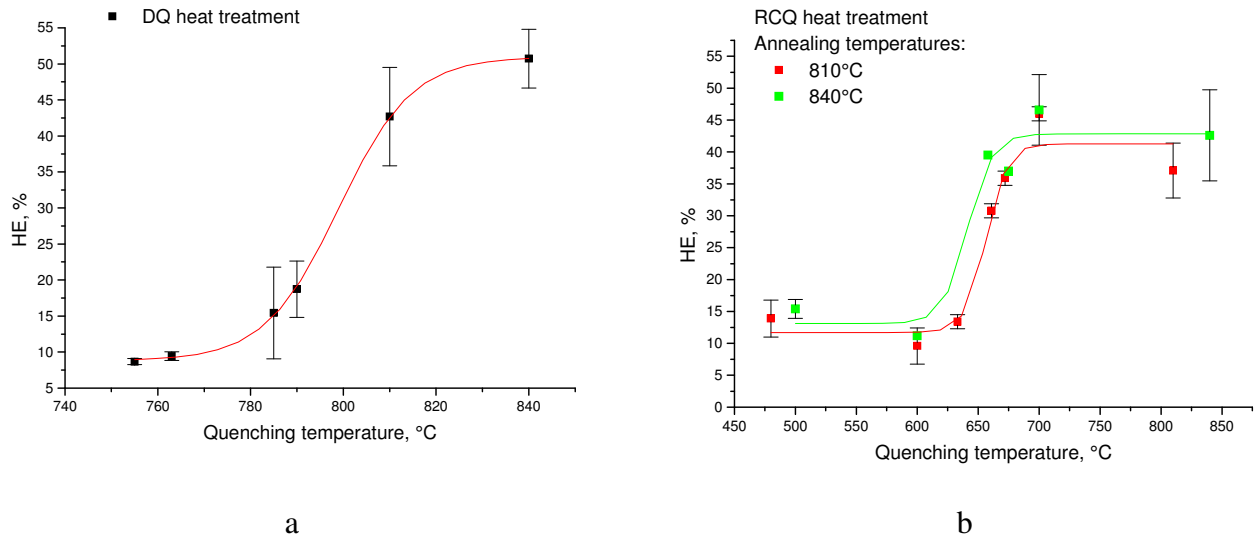 DQ heat treatment
55
50
45
40
35
30
25
20
15
10
5
HE, %
740 760 780 800 820 840
Quenching temperature, °C
a
RCQ heat treatment
Annealing temperatures:
810°C
840°C
55
50
45
40
35
30
25
20
15
10
5
0
HE, %
450 500 550 600 650 700 750 800 850
Quenching temperature, °C
b